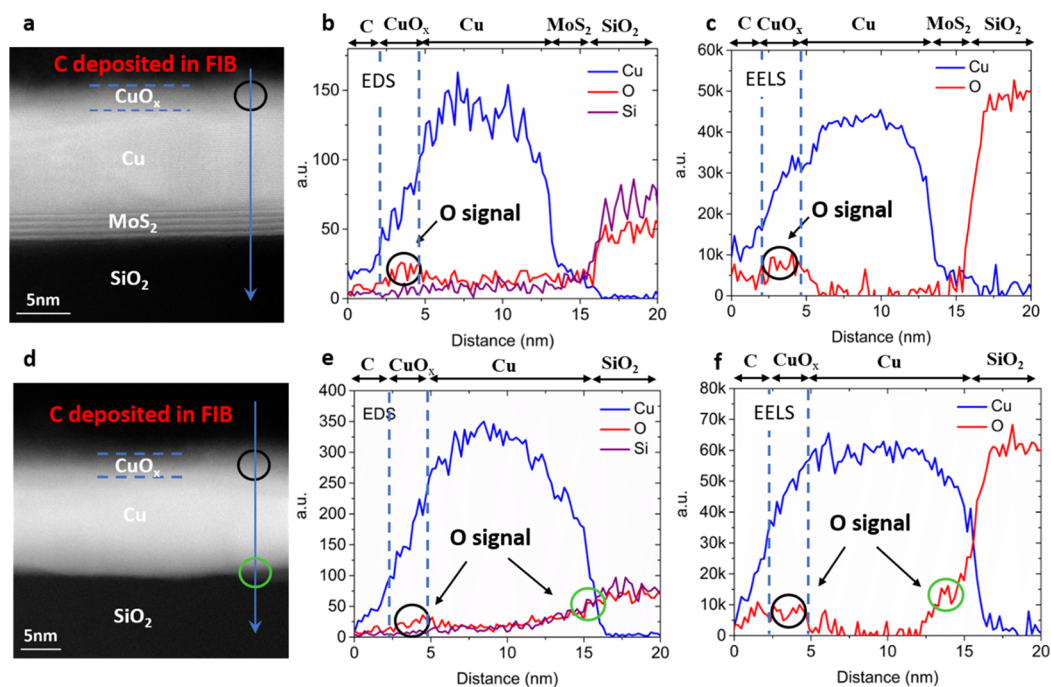 a
C deposited in FIB
CuOₓ
Cu
MoS₂
SiO₂
5nm
b
C CuOₓ Cu MoS₂ SiO₂
EDS
Cu
O
Si
O signal
a.u.
150
100
50
0
0 5 10 15 20
Distance (nm)
c
C CuOₓ Cu MoS₂ SiO₂
EELS
Cu
O
O signal
a.u.
60k
50k
40k
30k
20k
10k
0
0 5 10 15 20
Distance (nm)
d
C deposited in FIB
CuOₓ
Cu
SiO₂
5nm
e
C CuOₓ Cu SiO₂
EDS
Cu
O
Si
O signal
a.u.
400
350
300
250
200
150
100
50
0
0 5 10 15 20
Distance (nm)
f
C CuOₓ Cu SiO₂
EELS
Cu
O
O signal
a.u.
80k
70k
60k
50k
40k
30k
20k
10k
0
0 5 10 15 20
Distance (nm)